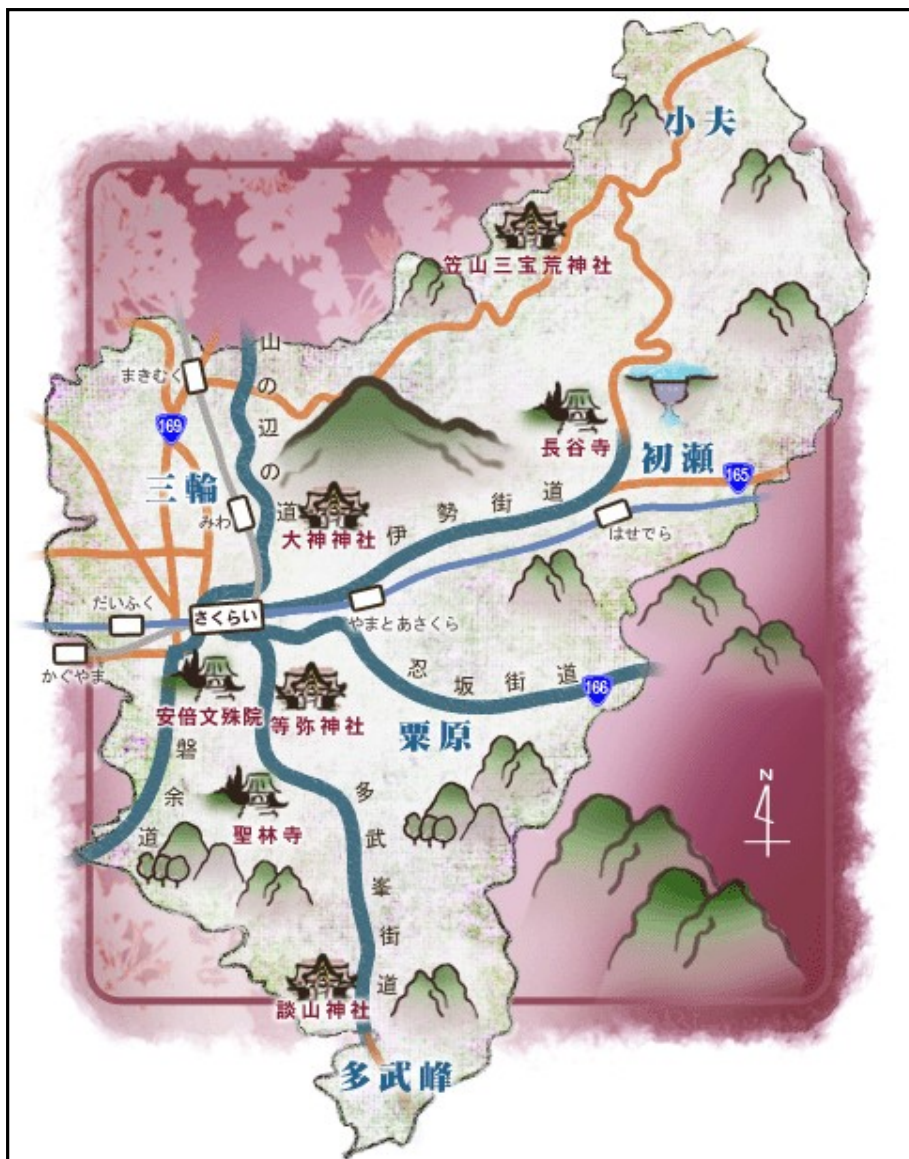 小夫
笠山三宝荒神社
まきむく
山の辺の道
169
長谷寺
初瀬
165
三輪
みわ
大神神社
伊勢街道
はせでら
だいふく
さくらい
やまとあさくら
かぐやま
忍坂街道
166
安倍文殊院
等弥神社
粟原
磐余道
聖林寺
多武峯街道
N
談山神社
多武峰